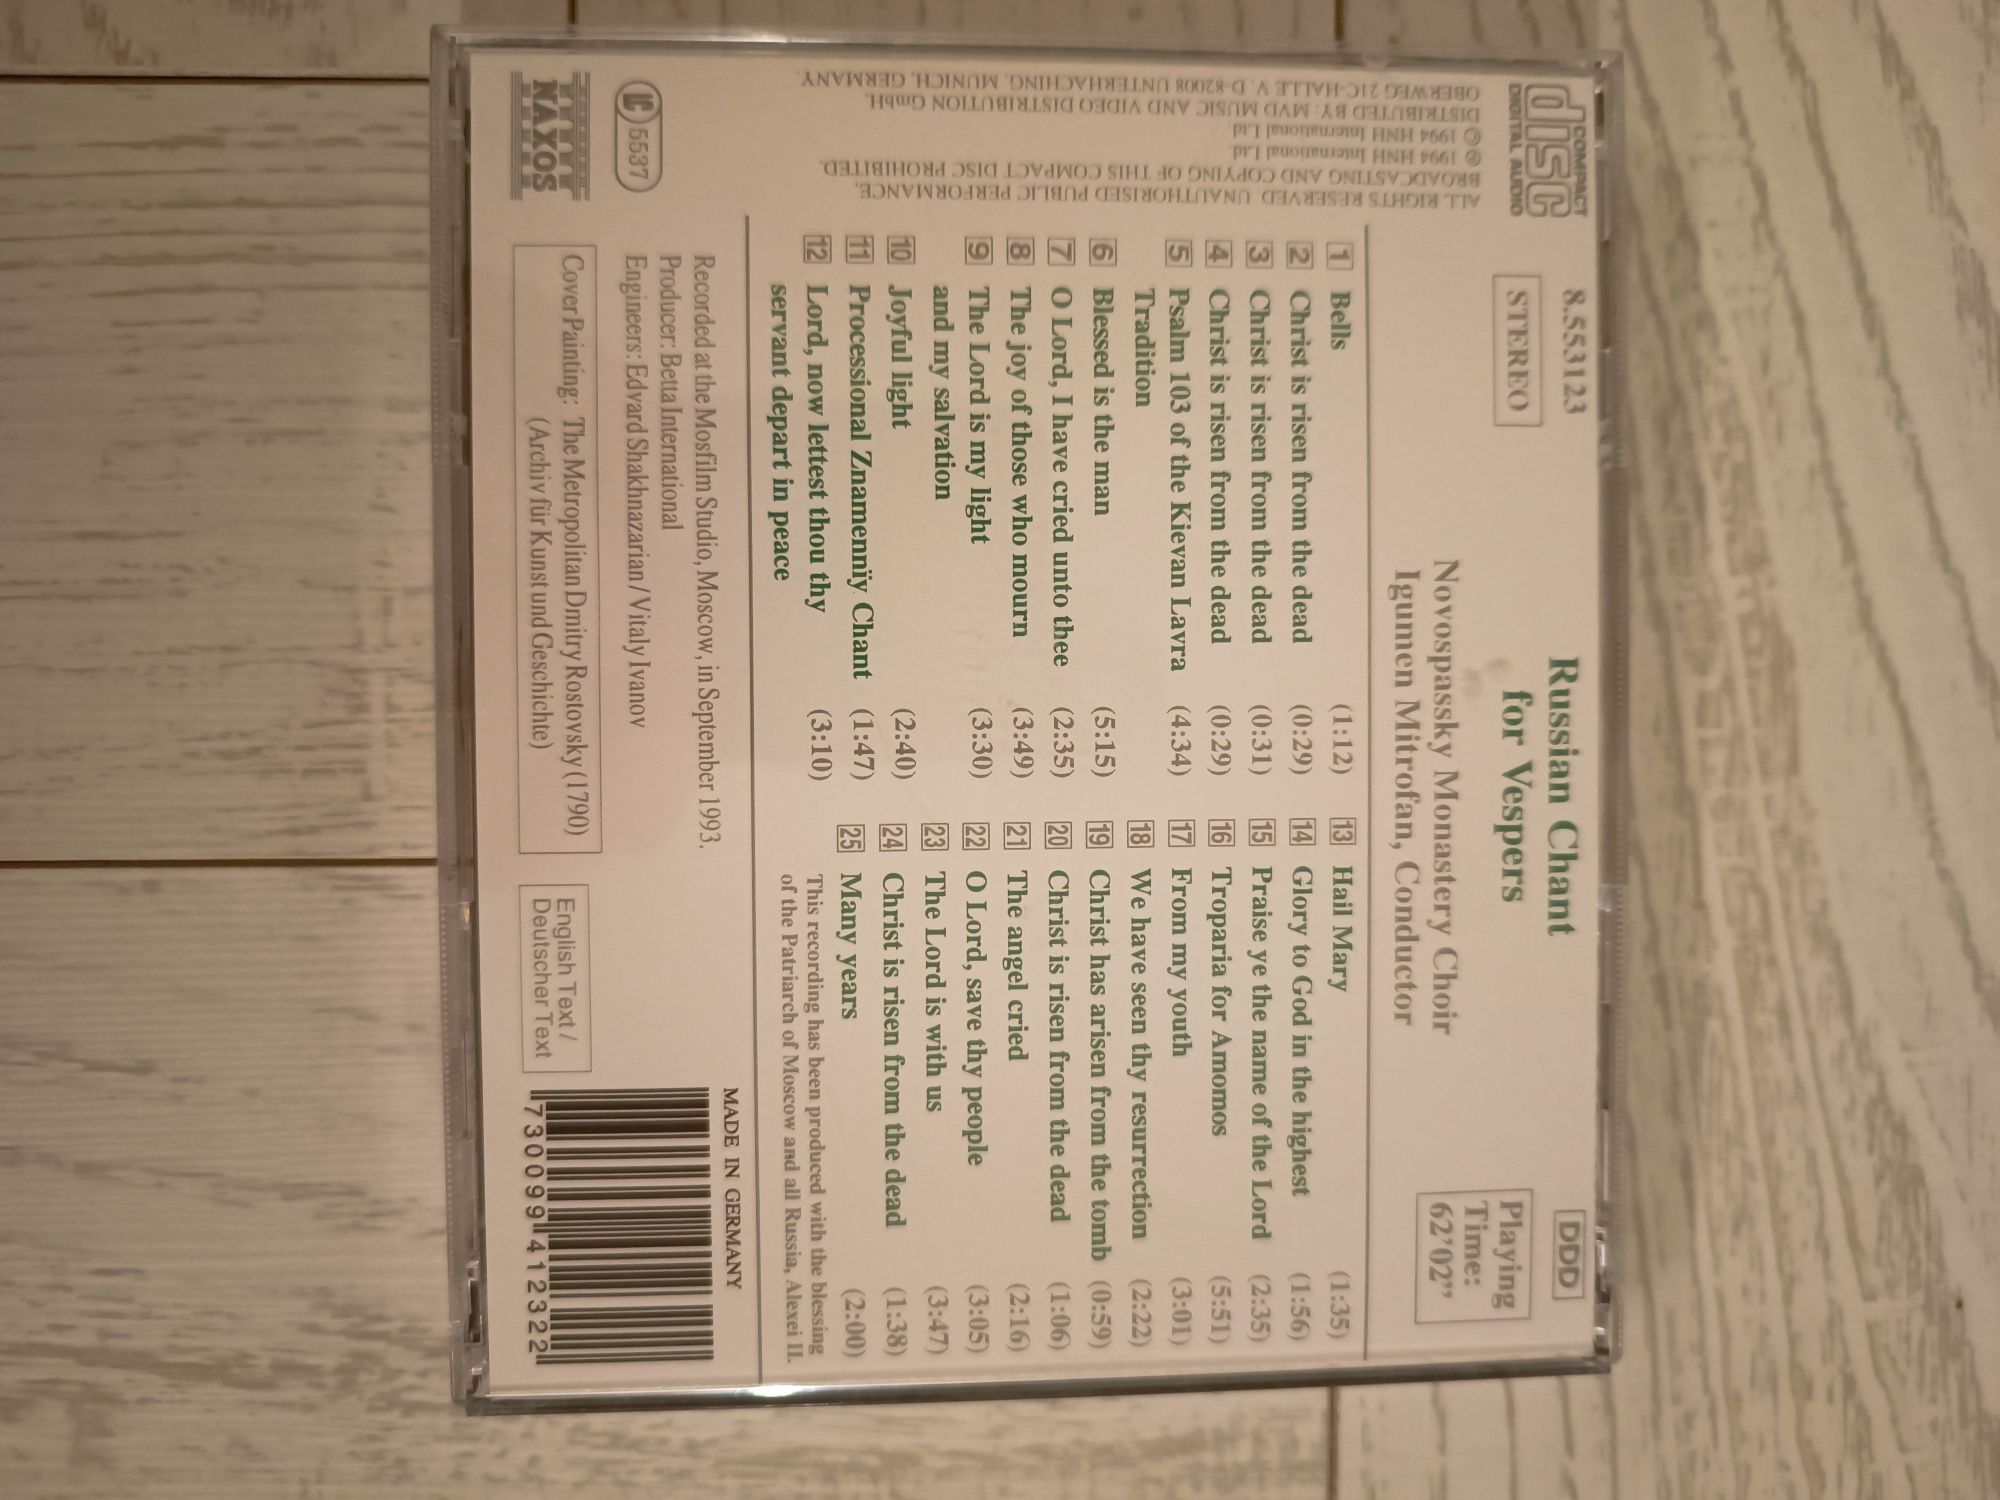 COMPACT
disc
DIGITAL AUDIO
8.553123
STEREO
Russian Chant
for Vespers
Novospassky Monastery Choir
Igumen Mitrofan, Conductor
DDD
Playing
Time:
62'02"
1 Bells (1:12)
2 Christ is risen from the dead (0:29)
3 Christ is risen from the dead (0:31)
4 Christ is risen from the dead (0:29)
5 Psalm 103 of the Kievan Lavra
Tradition (4:34)
6 Blessed is the man (5:15)
7 O Lord, I have cried unto thee (2:35)
8 The joy of those who mourn (3:49)
9 The Lord is my light
and my salvation (3:30)
10 Joyful light (2:40)
11 Processional Znamennïy Chant (1:47)
12 Lord, now lettest thou thy
servant depart in peace (3:10)
13 Hail Mary (1:35)
14 Glory to God in the highest (1:56)
15 Praise ye the name of the Lord (2:35)
16 Troparia for Amomos (5:51)
17 From my youth (3:01)
18 We have seen thy resurrection (2:22)
19 Christ has arisen from the tomb (0:59)
20 Christ is risen from the dead (1:06)
21 The angel cried (2:16)
22 O Lord, save thy people (3:05)
23 The Lord is with us (3:47)
24 Christ is risen from the dead (1:38)
25 Many years (2:00)
This recording has been produced with the blessing
of the Patriarch of Moscow and all Russia, Alexei II.
ALL RIGHTS RESERVED. UNAUTHORISED PUBLIC PERFORMANCE,
BROADCASTING AND COPYING OF THIS COMPACT DISC PROHIBITED.
℗ 1994 HNH International Ltd.
© 1994 HNH International Ltd.
DISTRIBUTED BY: MVD MUSIC AND VIDEO DISTRIBUTION GmbH,
OBERWEG 21C-HALLE V, D-82008 UNTERHACHING, MUNICH, GERMANY.
Recorded at the Mosfilm Studio, Moscow, in September 1993.
Producer: Betta International
Engineers: Edvard Shakhnazarian / Vitaly Ivanov
Cover Painting: The Metropolitan Dmitry Rostovsky (1790)
(Archiv für Kunst und Geschichte)
English Text /
Deutscher Text
LC 5537
NAXOS
MADE IN GERMANY
730099412322